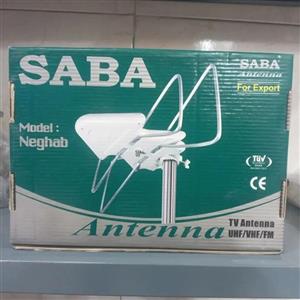 SABA
SABA
Antenna
For Export
Model :
Neghab
TÜV
CE
Antenna
TV Antenna
UHF/VHF/FM